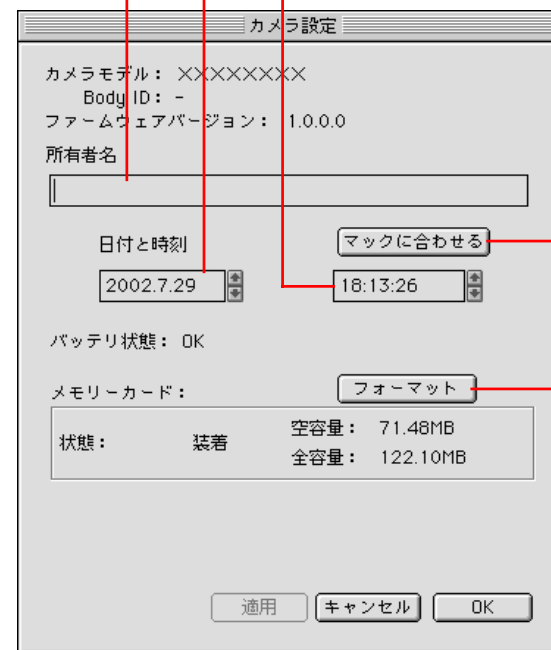 カメラ設定
カメラモデル： XXXXXXXX
Body ID： -
ファームウェアバージョン： 1.0.0.0
所有者名
日付と時刻 マックに合わせる
2002.7.29 18:13:26
バッテリ状態： OK
メモリーカード： フォーマット
状態： 装着 空容量： 71.48MB
全容量： 122.10MB
適用 キャンセル OK